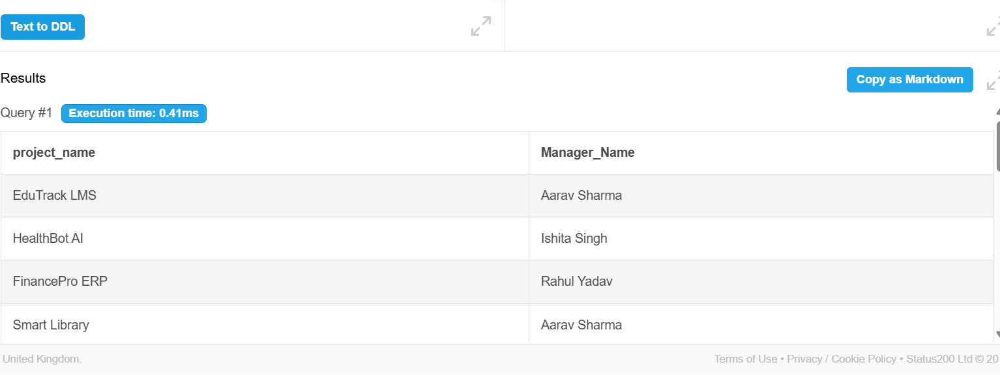 Text to DDL
Results
Copy as Markdown
Query #1 Execution time: 0.41ms
project_name Manager_Name
EduTrack LMS Aarav Sharma
HealthBot AI Ishita Singh
FinancePro ERP Rahul Yadav
Smart Library Aarav Sharma
United Kingdom. Terms of Use • Privacy / Cookie Policy • Status200 Ltd © 20